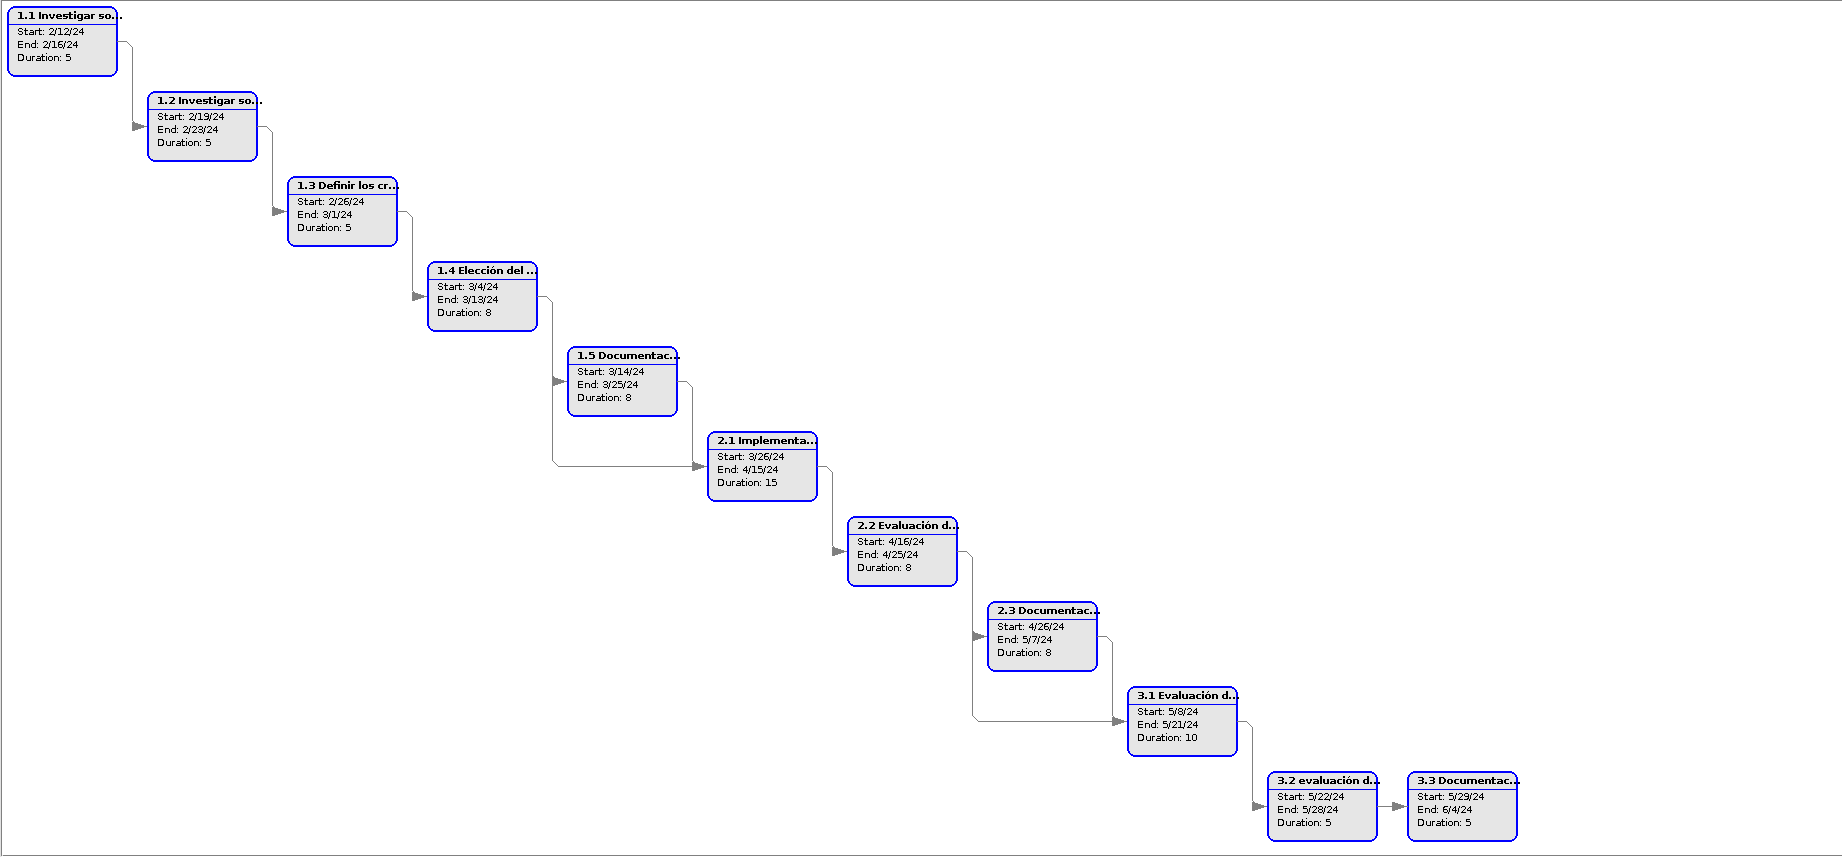 1.1 Investigar so...
Start: 2/12/24
End: 2/16/24
Duration: 5
1.2 Investigar so...
Start: 2/19/24
End: 2/23/24
Duration: 5
1.3 Definir los cr...
Start: 2/26/24
End: 3/1/24
Duration: 5
1.4 Elección del ...
Start: 3/4/24
End: 3/13/24
Duration: 8
1.5 Documentac...
Start: 3/14/24
End: 3/25/24
Duration: 8
2.1 Implementa...
Start: 3/26/24
End: 4/15/24
Duration: 15
2.2 Evaluación d...
Start: 4/16/24
End: 4/25/24
Duration: 8
2.3 Documentac...
Start: 4/26/24
End: 5/7/24
Duration: 8
3.1 Evaluación d...
Start: 5/8/24
End: 5/21/24
Duration: 10
3.2 evaluación d...
Start: 5/22/24
End: 5/28/24
Duration: 5
3.3 Documentac...
Start: 5/29/24
End: 6/4/24
Duration: 5